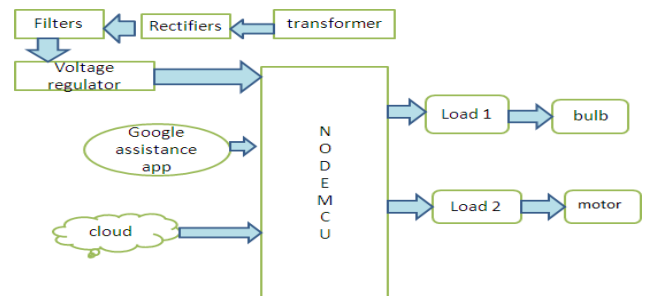 Filters
Rectifiers
transformer
Voltage
regulator
Google
assistance
app
cloud
N
O
D
E
M
C
U
Load 1
bulb
Load 2
motor